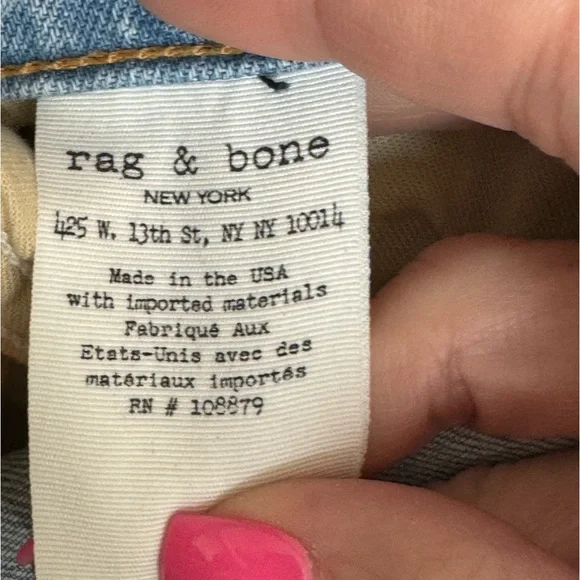 rag & bone
NEW YORK
425 W. 13th St, NY NY 10014
Made in the USA
with imported materials
Fabriqué Aux
Etats-Unis avec des
matériaux importés
RN # 108879